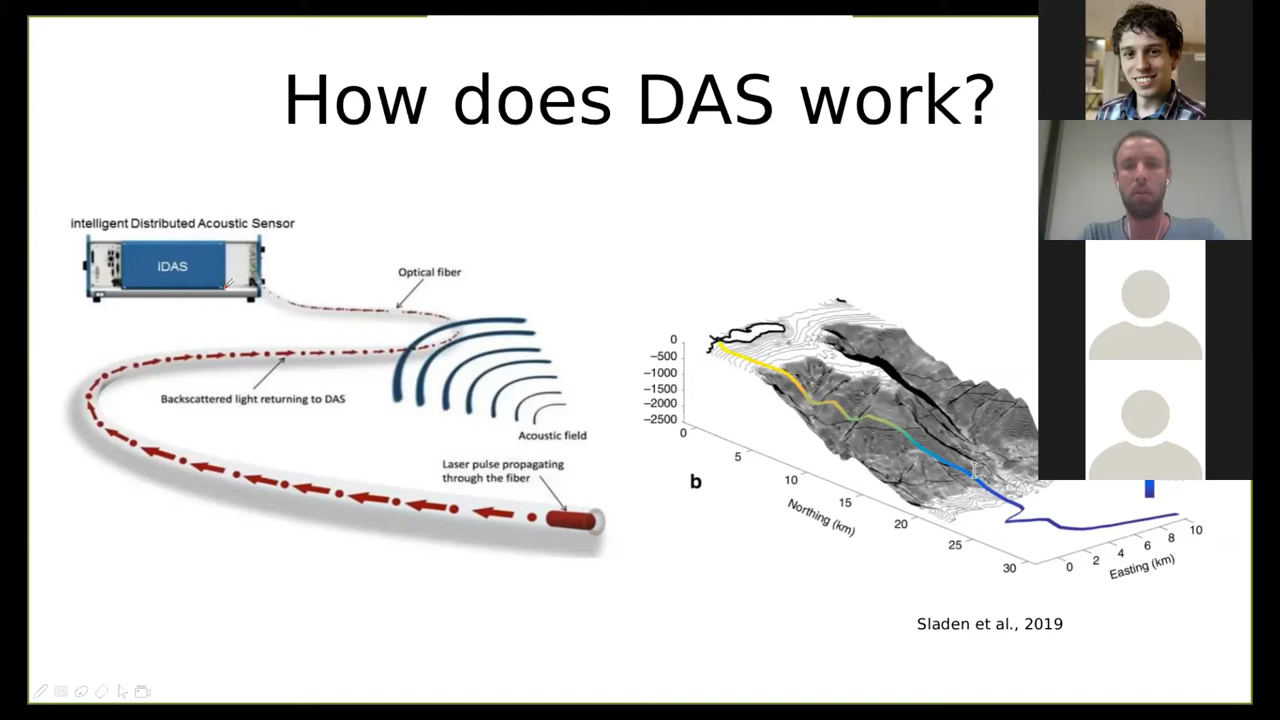 How does DAS work?
intelligent Distributed Acoustic Sensor
iDAS
Optical fiber
Backscattered light returning to DAS
Acoustic field
Laser pulse propagating
through the fiber
0
−500
−1000
−1500
−2000
−2500
0
5
10
15
20
25
30
Northing (km)
b
0
2
4
6
8
10
Easting (km)
Sladen et al., 2019